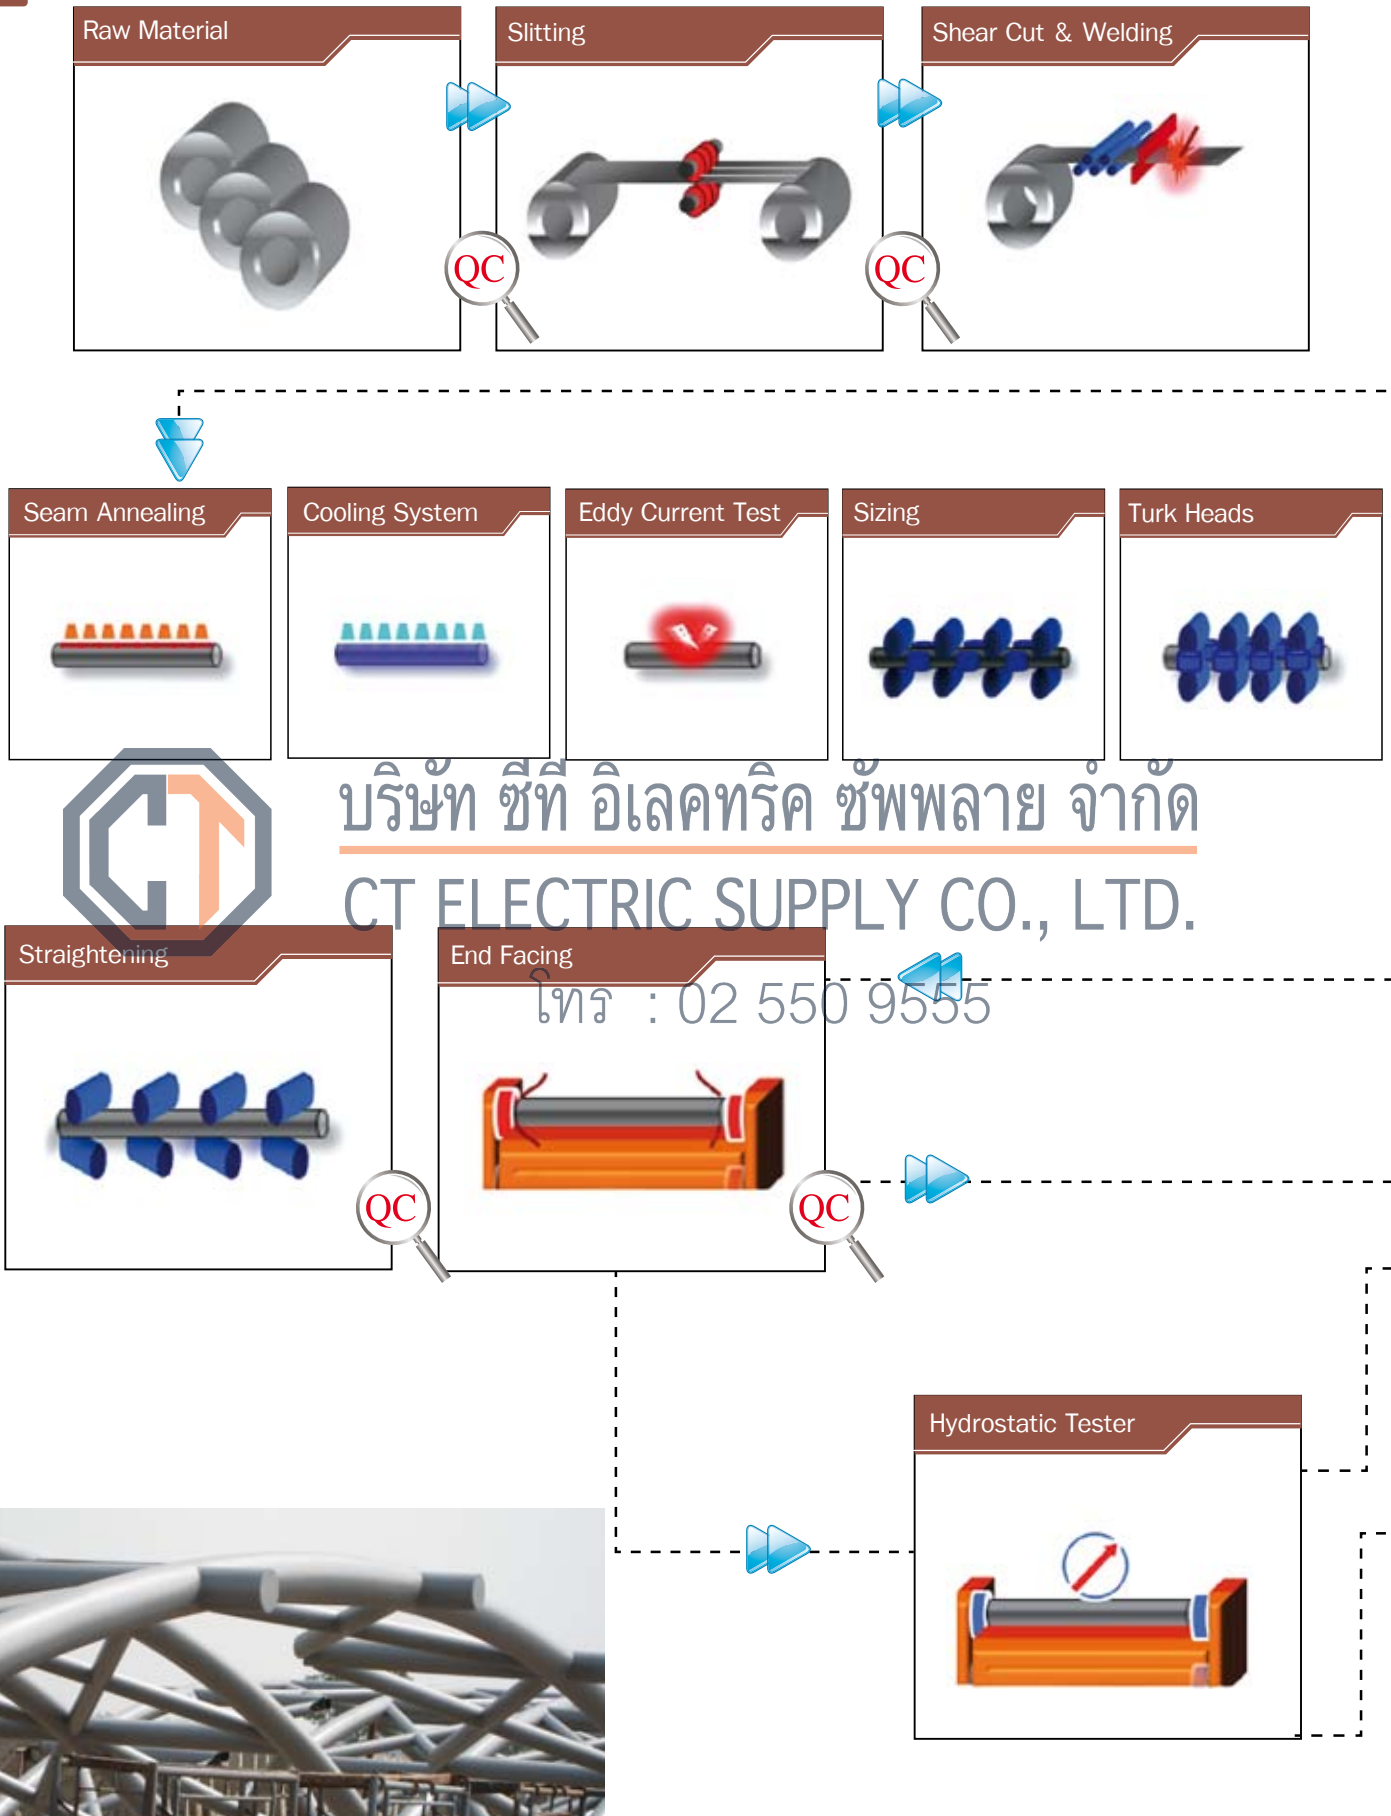 Raw Material
Slitting
Shear Cut & Welding
QC
QC
Seam Annealing
Cooling System
Eddy Current Test
Sizing
Turk Heads
CT
บริษัท ซีที อิเลคทริค ซัพพลาย จำกัด
CT ELECTRIC SUPPLY CO., LTD.
Straightening
End Facing
โทร : 02 550 9555
QC
QC
Hydrostatic Tester